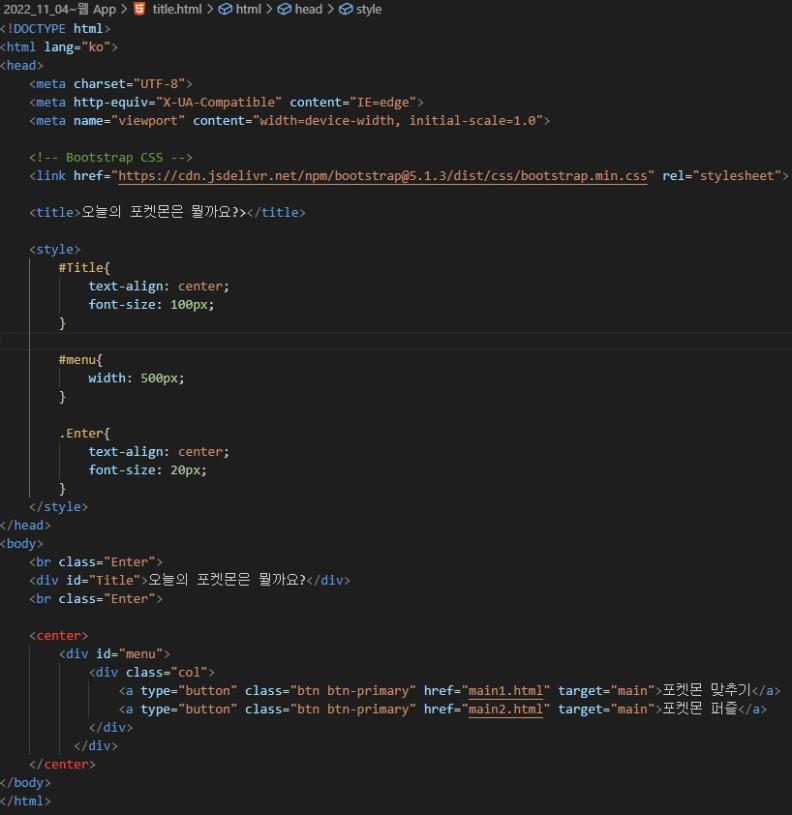 2022_11_04~웹 App > title.html > html > head > style
<!DOCTYPE html>
<html lang="ko">
<head>
    <meta charset="UTF-8">
    <meta http-equiv="X-UA-Compatible" content="IE=edge">
    <meta name="viewport" content="width=device-width, initial-scale=1.0">
    <!-- Bootstrap CSS -->
    <link href="https://cdn.jsdelivr.net/npm/bootstrap@5.1.3/dist/css/bootstrap.min.css" rel="stylesheet">
    <title>오늘의 포켓몬은 뭘까요?></title>
    <style>
        #Title{
            text-align: center;
            font-size: 100px;
        }
        #menu{
            width: 500px;
        }
        .Enter{
            text-align: center;
            font-size: 20px;
        }
    </style>
</head>
<body>
    <br class="Enter">
    <div id="Title">오늘의 포켓몬은 뭘까요?</div>
    <br class="Enter">
    <center>
        <div id="menu">
            <div class="col">
                <a type="button" class="btn btn-primary" href="main1.html" target="main">포켓몬 맞추기</a>
                <a type="button" class="btn btn-primary" href="main2.html" target="main">포켓몬 퍼즐</a>
            </div>
          </div>
    </center>
</body>
</html>